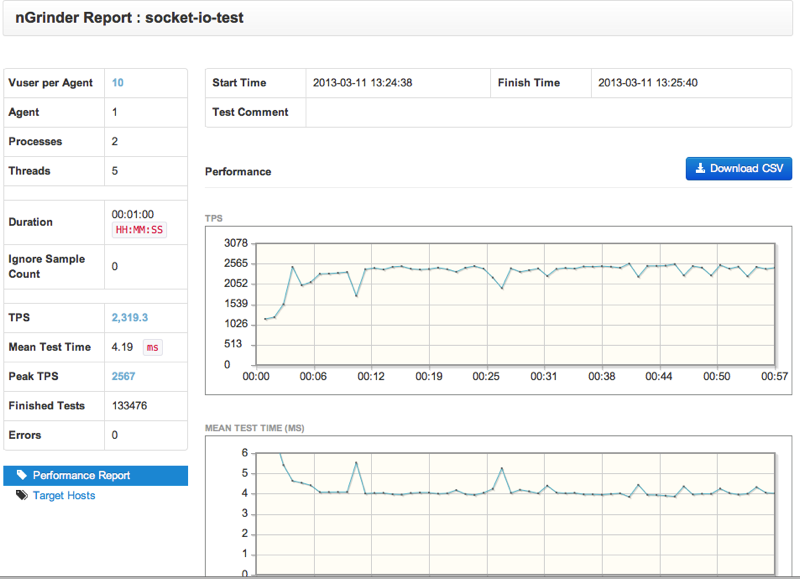 nGrinder Report : socket-io-test
Vuser per Agent 10
Agent 1
Processes 2
Threads 5
Duration 00:01:00
HH:MM:SS
Ignore Sample
Count 0
TPS 2,319.3
Mean Test Time 4.19 ms
Peak TPS 2567
Finished Tests 133476
Errors 0
Performance Report
Target Hosts
Start Time 2013-03-11 13:24:38 Finish Time 2013-03-11 13:25:40
Test Comment
Performance Download CSV
TPS
3078
2565
2052
1539
1026
513
0
00:00 00:06 00:12 00:19 00:25 00:31 00:38 00:44 00:50 00:57
MEAN TEST TIME (MS)
6
5
4
3
2
1
0